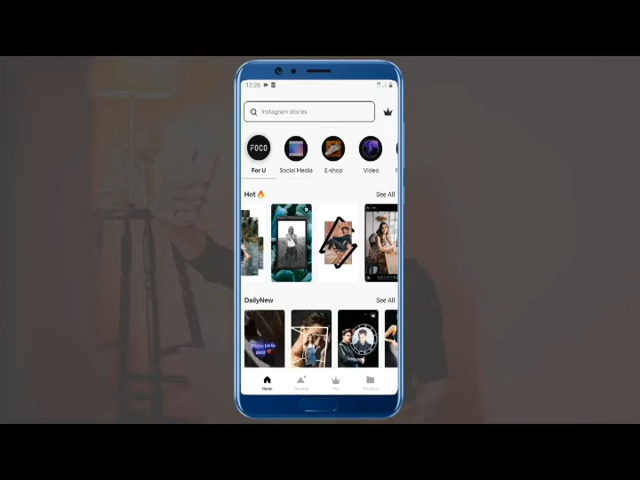 12:26
Instagram stories
FOCO
For U
Social Media
E-shop
Video
Hot 🔥
See All
DailyNew
See All
Home